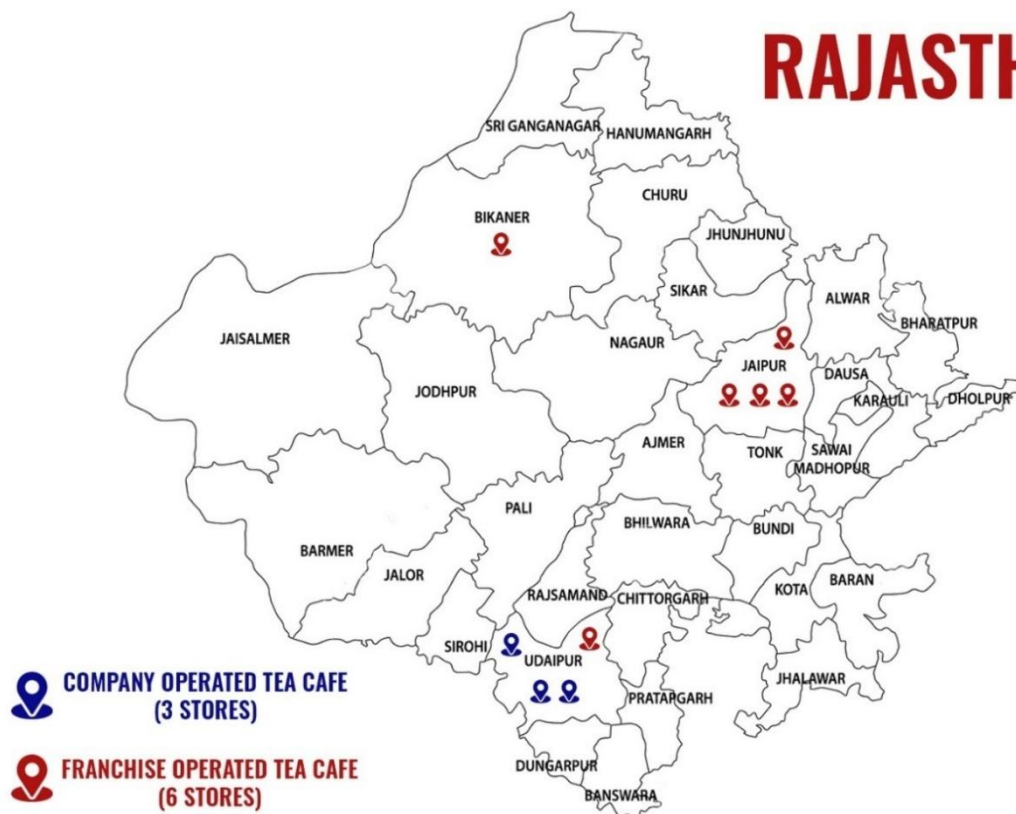 RAJASTH
SRI GANGANAGAR
HANUMANGARH
CHURU
BIKANER
JHUNJHUNU
SIKAR
ALWAR
BHARATPUR
JAISALMER
NAGAUR
JAIPUR
DAUSA
JODHPUR
KARAULI
DHOLPUR
AJMER
TONK
SAWAI
MADHOPUR
PALI
BHILWARA
BUNDI
BARMER
JALOR
KOTA
BARAN
RAJSAMAND
CHITTORGARH
SIROHI
UDAIPUR
JHALAWAR
PRATAPGARH
DUNGARPUR
BANSWARA
COMPANY OPERATED TEA CAFE
(3 STORES)
FRANCHISE OPERATED TEA CAFE
(6 STORES)